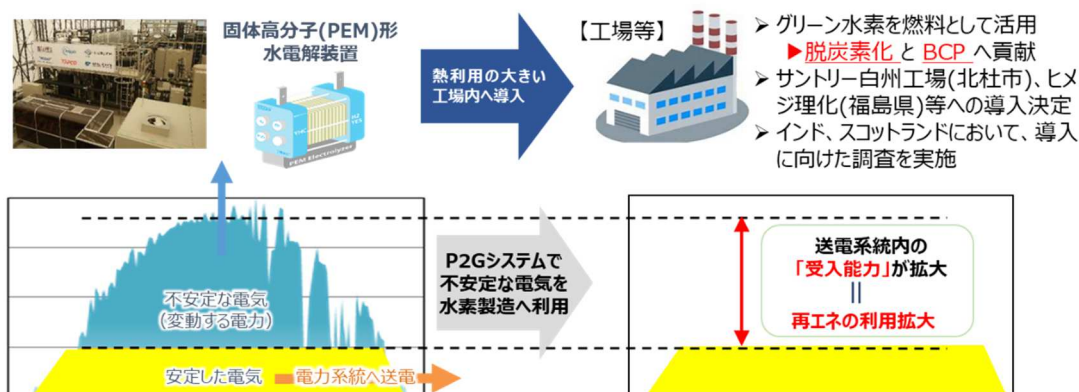 固体高分子(PEM)形
水電解装置
PEM Electrolyzer
熱利用の大きい
工場内へ導入
【工場等】
➢ グリーン水素を燃料として活用
▶脱炭素化 と BCP へ貢献
➢ サントリー白州工場(北杜市)、ヒメ
ジ理化(福島県)等への導入決定
➢ インド、スコットランドにおいて、導入
に向けた調査を実施
不安定な電気
(変動する電力)
安定した電気
電力系統へ送電
P2Gシステムで
不安定な電気を
水素製造へ利用
送電系統内の
「受入能力」が拡大
||
再エネの利用拡大